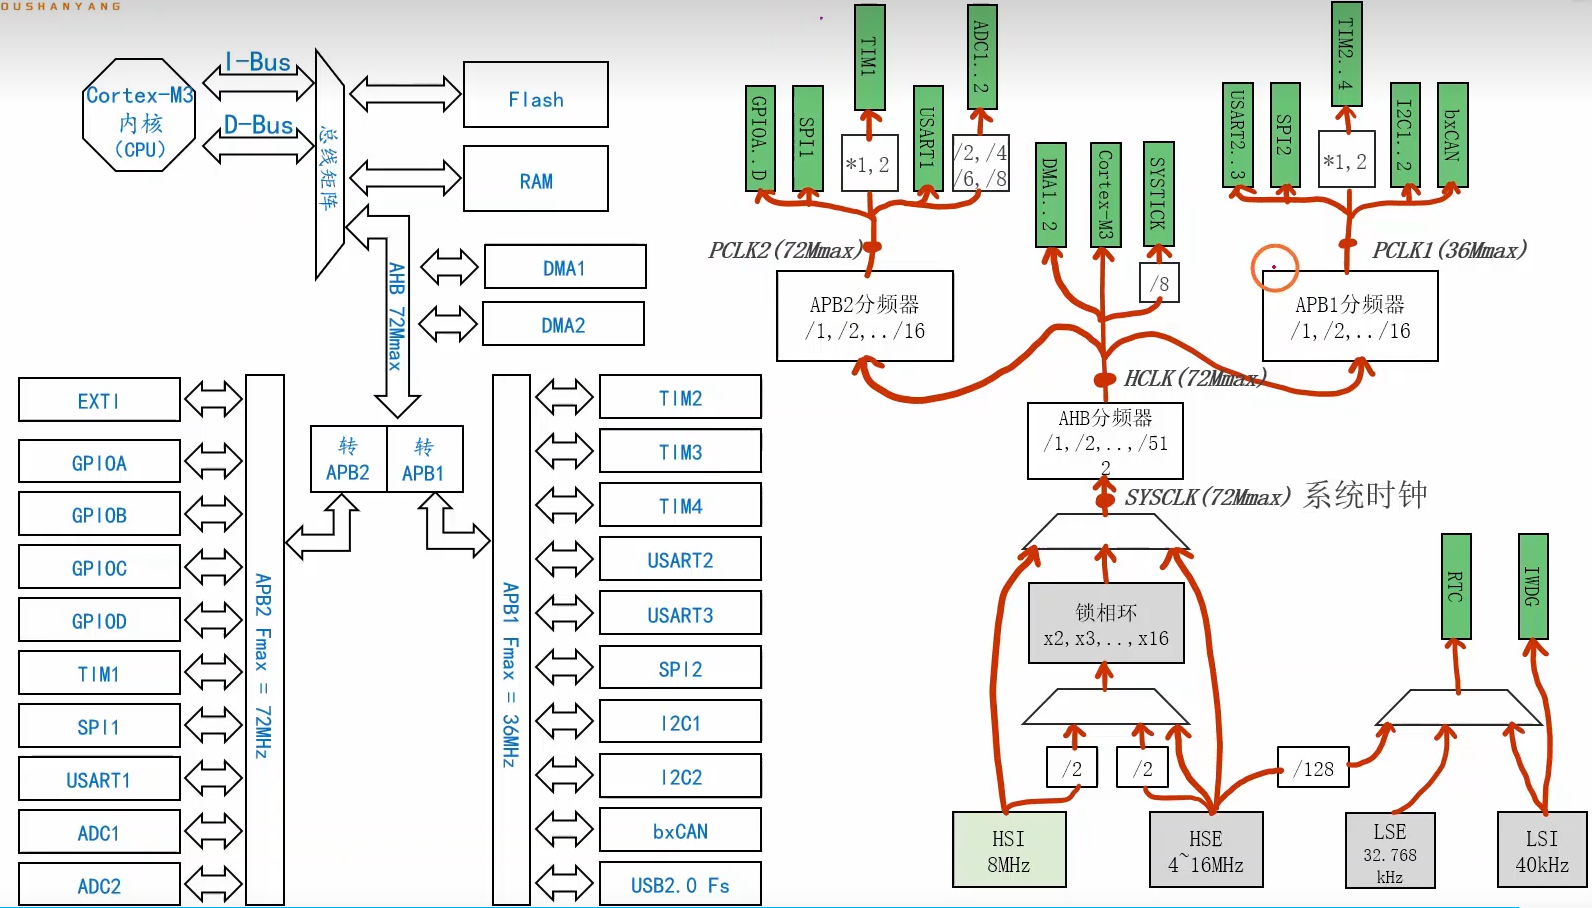 OUSHANYANG
Cortex-M3
内核
（CPU）
I-Bus
D-Bus
总线矩阵
Flash
RAM
AHB 72Mmax
DMA1
DMA2
转
APB2
转
APB1
EXTI
GPIOA
GPIOB
GPIOC
GPIOD
TIM1
SPI1
USART1
ADC1
ADC2
APB2 Fmax = 72MHz
APB1 Fmax = 36MHz
TIM2
TIM3
TIM4
USART2
USART3
SPI2
I2C1
I2C2
bxCAN
USB2.0 Fs
GPIOA..D
SPI1
TIM1
*1,2
USART1
ADC1..2
/2,/4
/6,/8
PCLK2(72Mmax)
APB2分频器
/1,/2,../16
DMA1..2
Cortex-M3
SYSTICK
/8
USART2..3
SPI2
TIM2..4
*1,2
I2C1..2
bxCAN
PCLK1(36Mmax)
APB1分频器
/1,/2,../16
HCLK(72Mmax)
AHB分频器
/1,/2,..,/51
2
SYSCLK(72Mmax) 系统时钟
锁相环
x2,x3,..,x16
/2
/2
/128
RTC
IWDG
HSI
8MHz
HSE
4~16MHz
LSE
32.768
kHz
LSI
40kHz